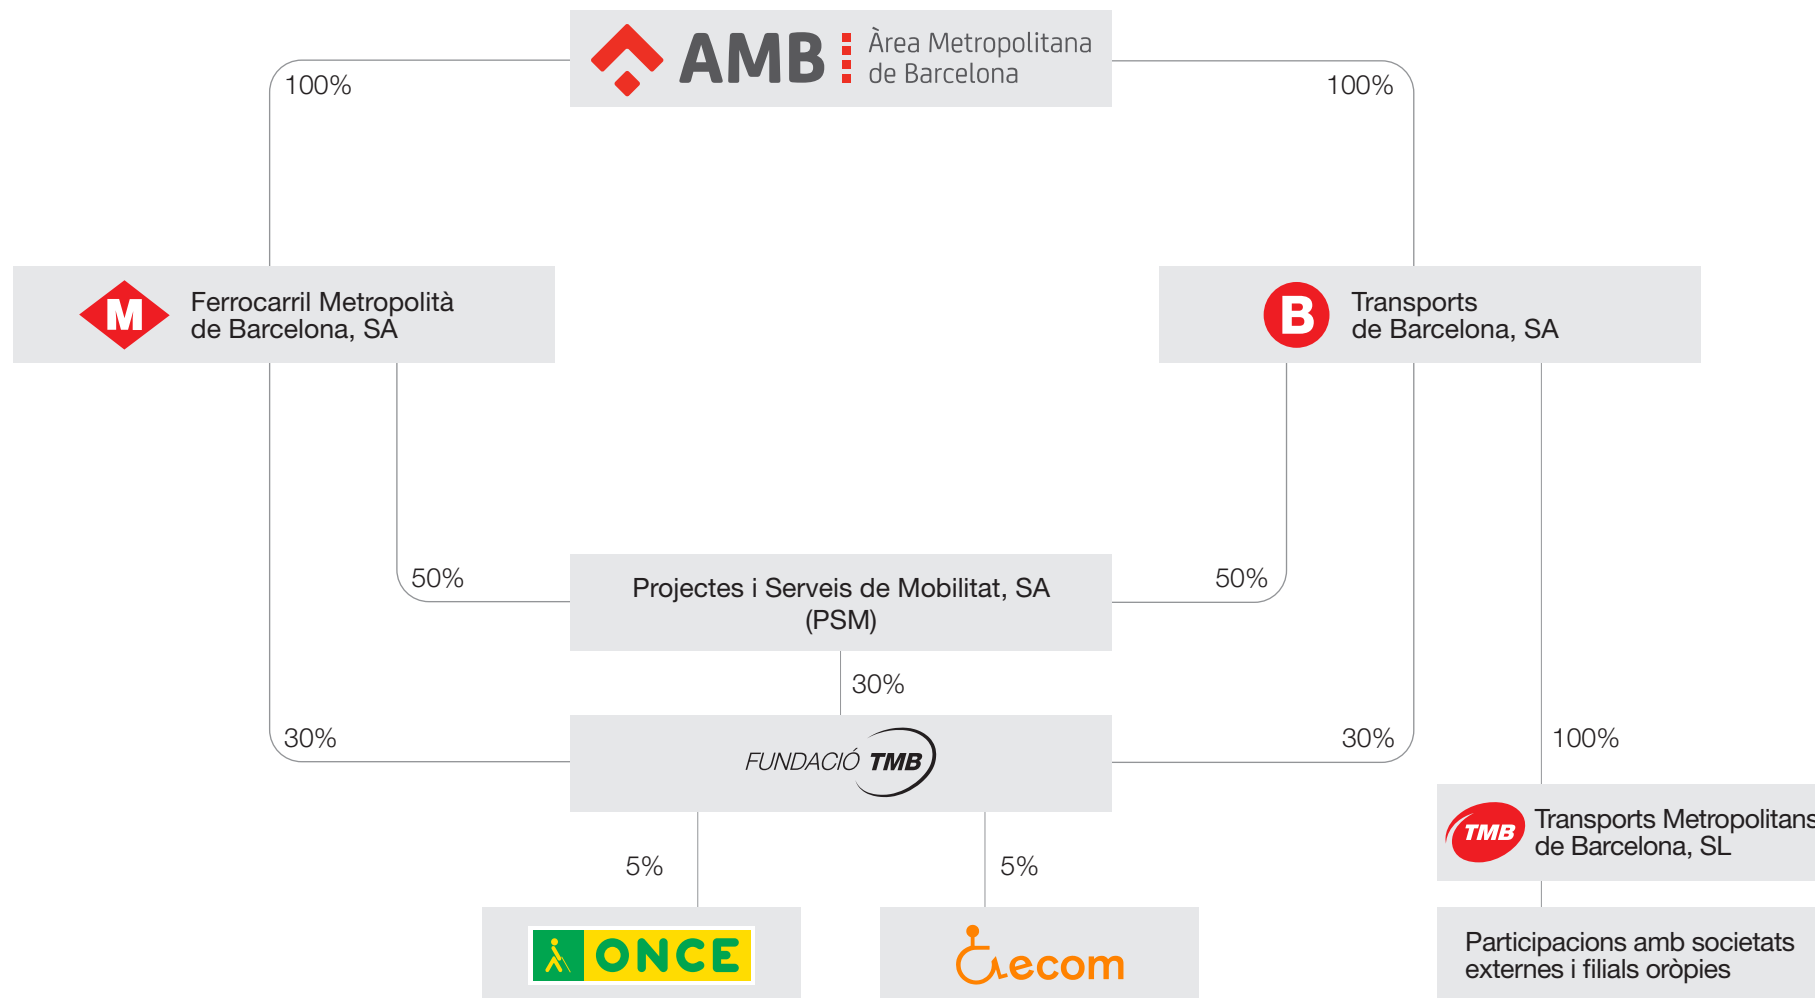 AMB Àrea Metropolitana
de Barcelona
100%
100%
M Ferrocarril Metropolità
de Barcelona, SA
B Transports
de Barcelona, SA
50%
Projectes i Serveis de Mobilitat, SA
(PSM)
50%
30%
30%
FUNDACIÓ TMB
30%
100%
TMB Transports Metropolitans
de Barcelona, SL
5%
5%
ONCE
ecom
Participacions amb societats
externes i filials oròpies